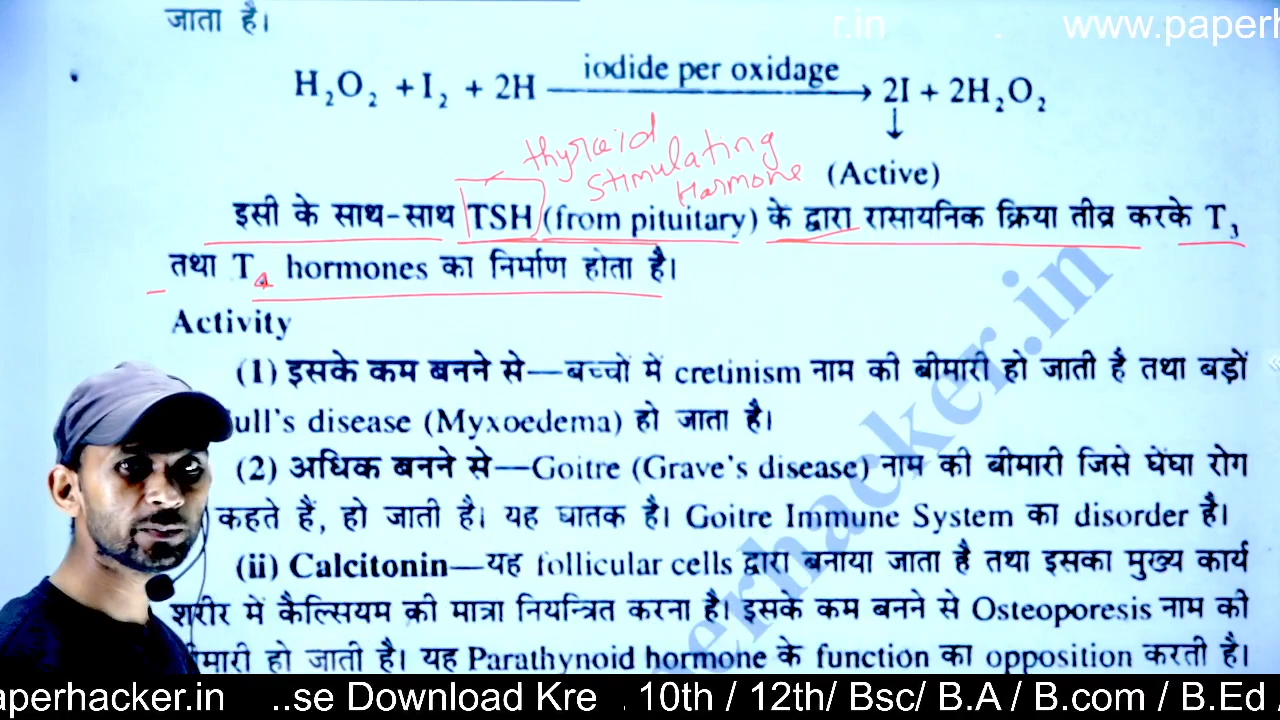 जाता है।
r.in . www.paperh
H₂O₂ + I₂ + 2H iodide per oxidage → 2I + 2H₂O₂
↓
thyroid
stimulating
Harmone
(Active)
इसी के साथ-साथ TSH (from pituitary) के द्वारा रासायनिक क्रिया तीव्र करके T₃
तथा T₄ hormones का निर्माण होता है।
Activity
(1) इसके कम बनने से—बच्चों में cretinism नाम की बीमारी हो जाती है तथा बड़ों
ull's disease (Myxoedema) हो जाता है।
(2) अधिक बनने से—Goitre (Grave's disease) नाम की बीमारी जिसे घेंघा रोग
कहते हैं, हो जाती है। यह घातक है। Goitre Immune System का disorder है।
(ii) Calcitonin—यह follicular cells द्वारा बनाया जाता है तथा इसका मुख्य कार्य
शरीर में कैल्सियम की मात्रा नियन्त्रित करना है। इसके कम बनने से Osteoporesis नाम की
मारी हो जाती है। यह Parathynoid hormone के function का opposition करती है।
perhacker.in
aperhacker.in ..se Download Kre . 10th / 12th/ Bsc/ B.A / B.com / B.Ed